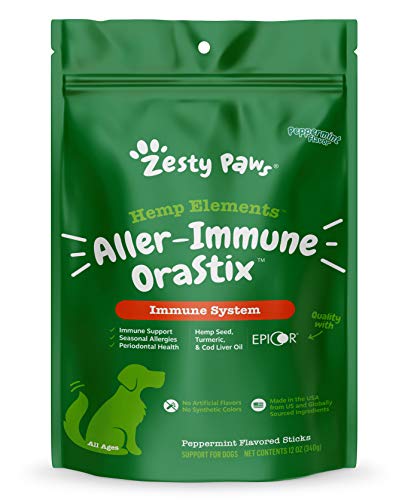 Peppermint
Flavor
Zesty Paws®
Hemp Elements™
Aller-Immune
OraStix™
Immune System
• Immune Support
• Seasonal Allergies
• Periodontal Health
Hemp Seed,
Turmeric,
& Cod Liver Oil
Quality
with
EPICOR®
No Artificial Flavors
No Synthetic Colors
Made in the USA
from US and Globally
Sourced Ingredients
All Ages
Peppermint Flavored Sticks
SUPPORT FOR DOGS NET CONTENTS 12 OZ (340g)